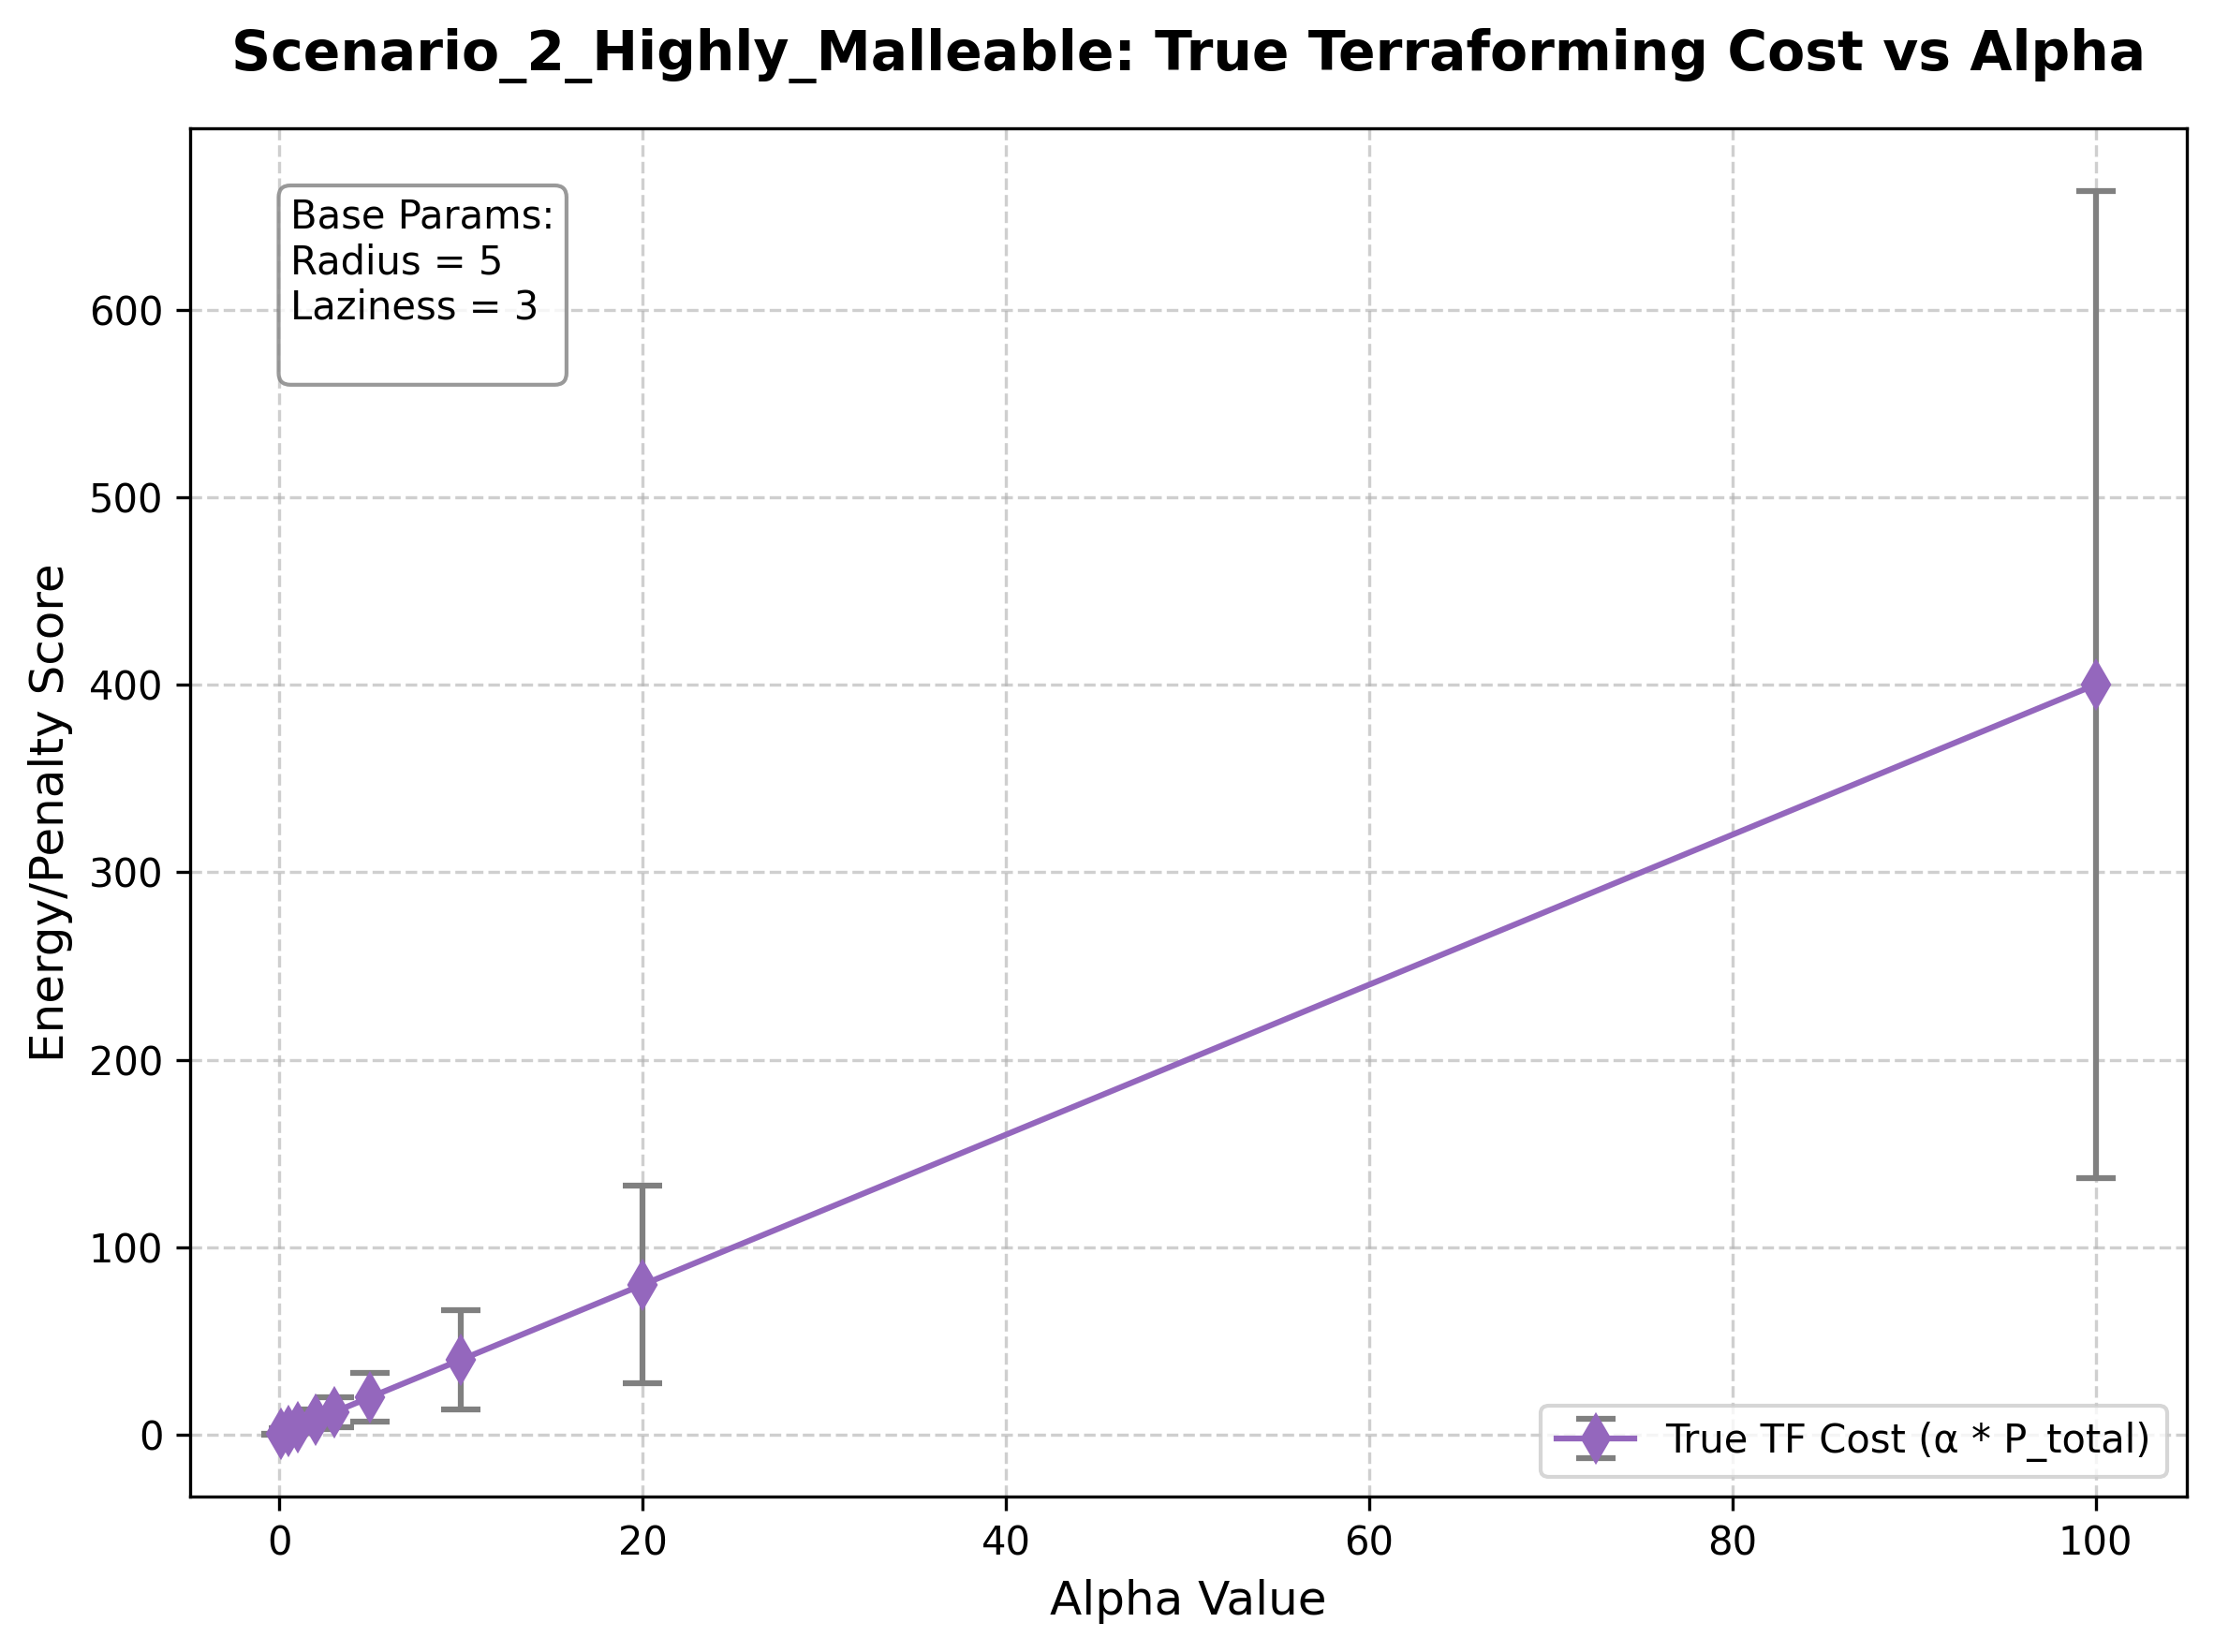 Scenario_2_Highly_Malleable: True Terraforming Cost vs Alpha
Base Params:
Radius = 5
Laziness = 3
Energy/Penalty Score
600
500
400
300
200
100
0
True TF Cost (α * P_total)
0 20 40 60 80 100
Alpha Value